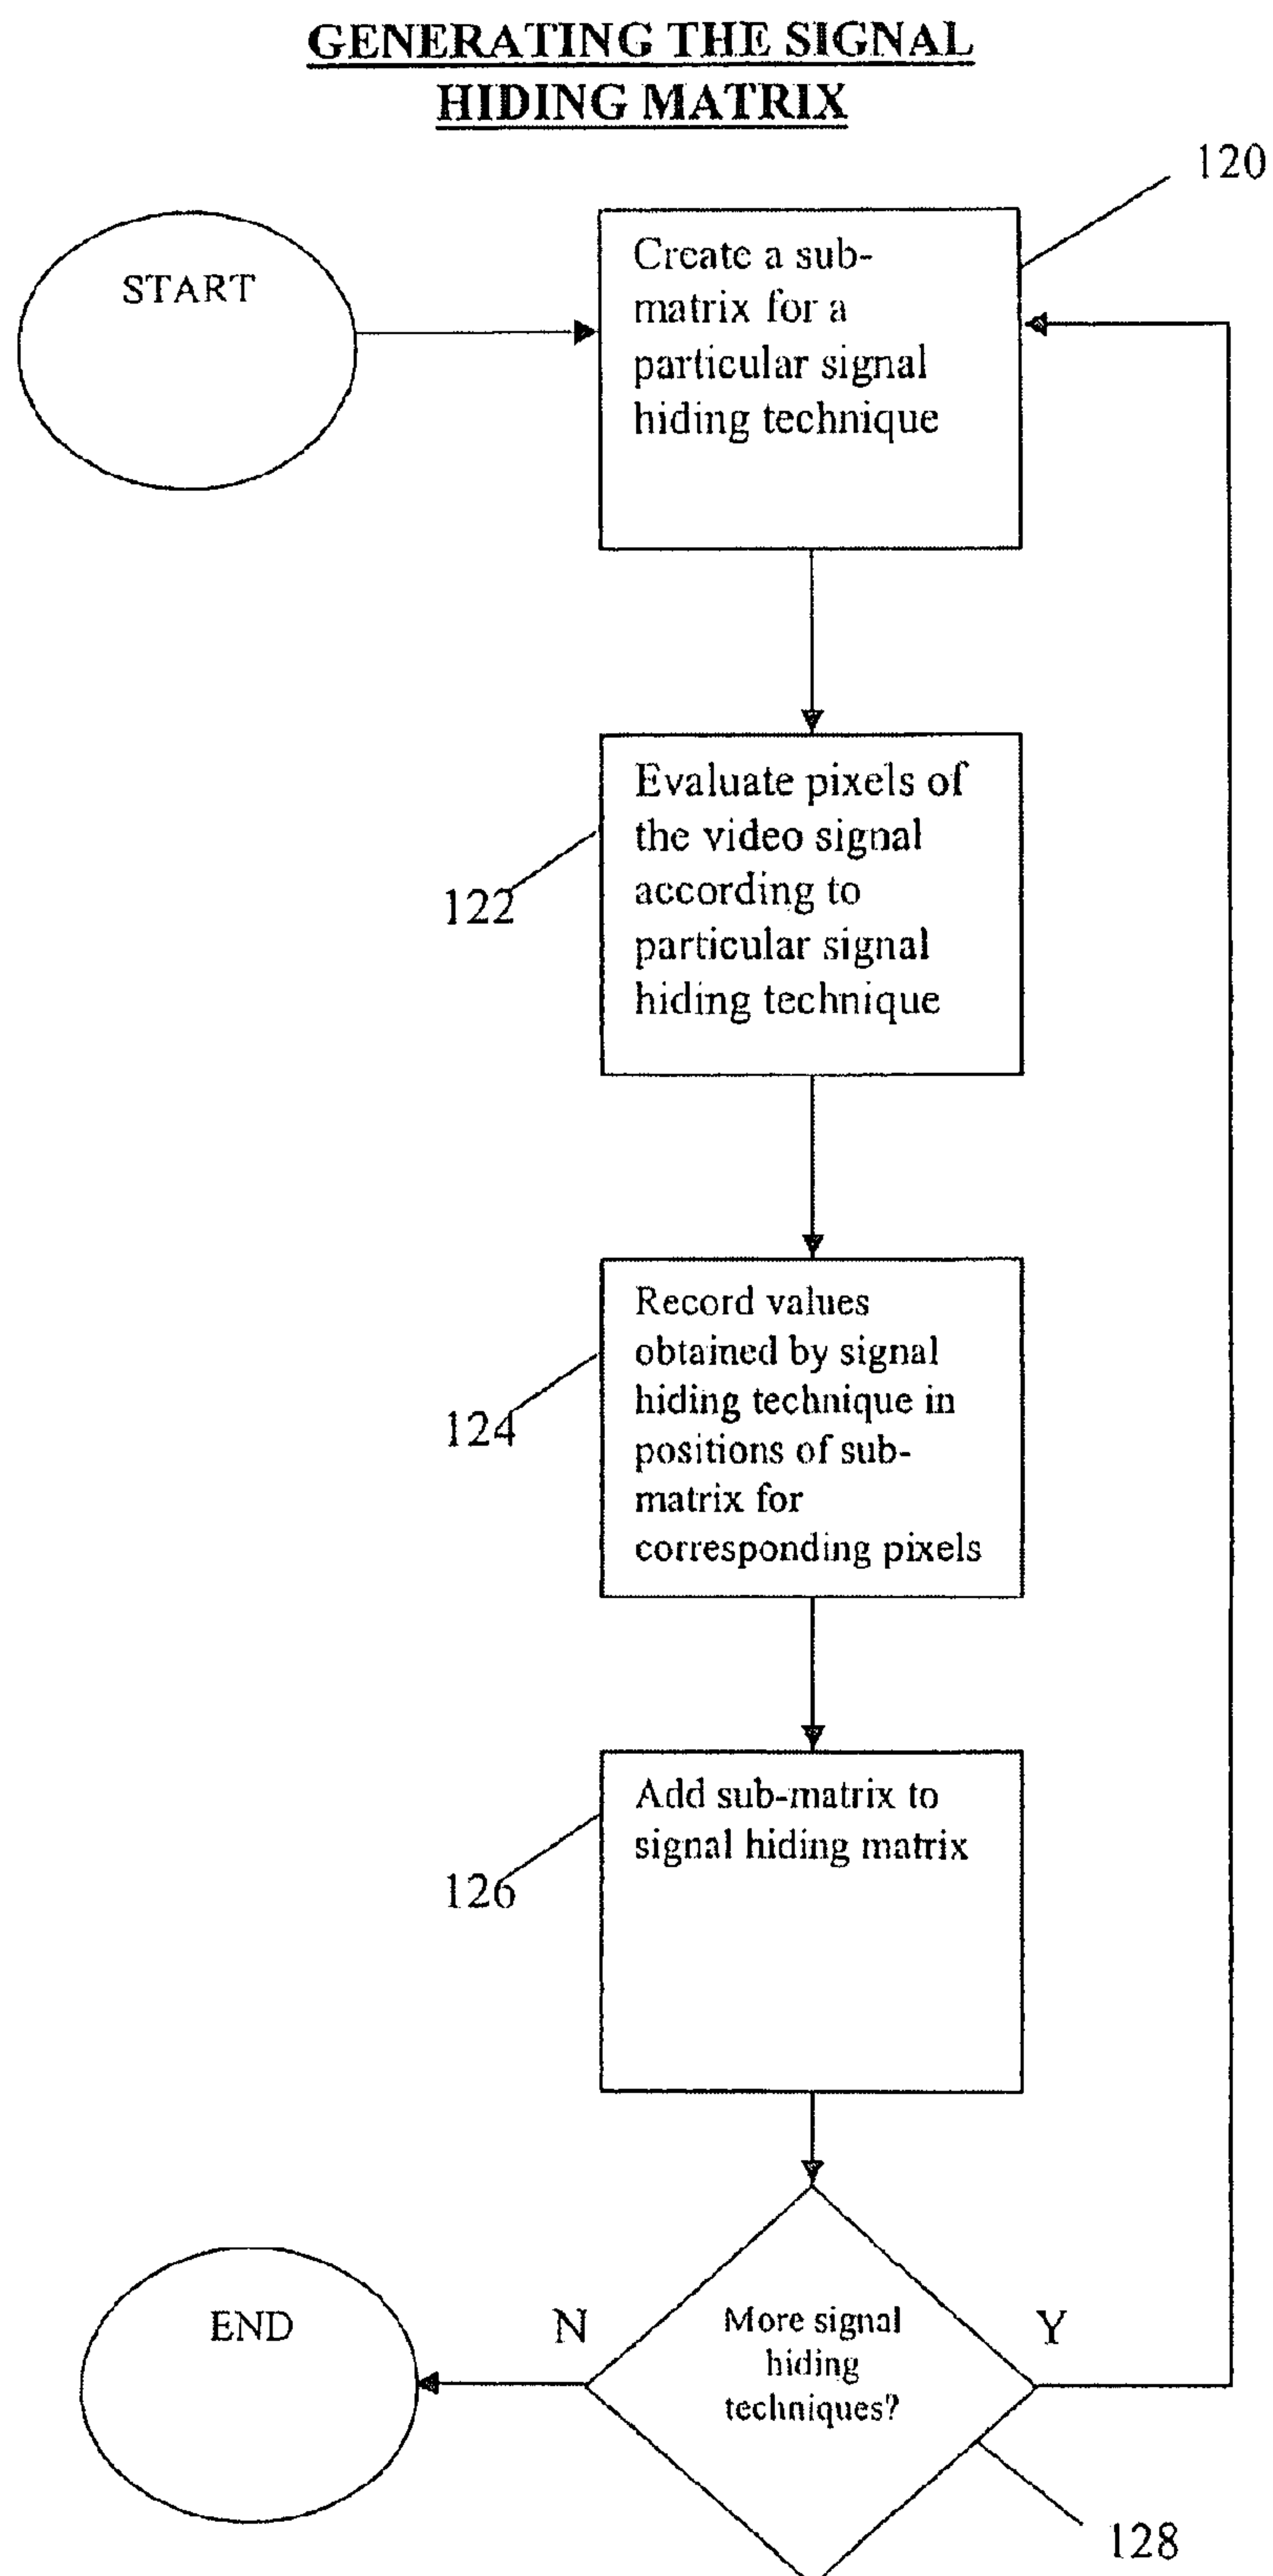 GENERATING THE SIGNAL
HIDING MATRIX
120
START
Create a sub-
matrix for a
particular signal
hiding technique
Evaluate pixels of
the video signal
according to
particular signal
hiding technique
122
Record values
obtained by signal
hiding technique in
positions of sub-
matrix for
corresponding pixels
124
Add sub-matrix to
signal hiding matrix
126
END
N
More signal
hiding
techniques?
Y
128